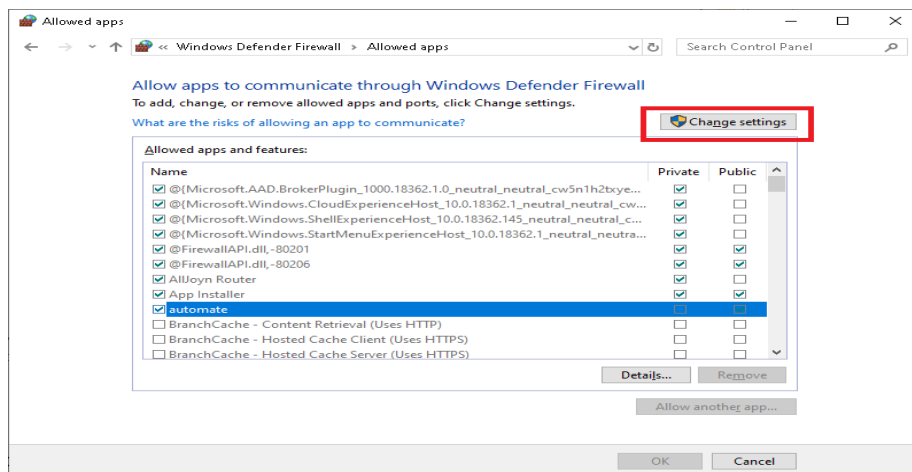 Allowed apps
« Windows Defender Firewall > Allowed apps
Search Control Panel
Allow apps to communicate through Windows Defender Firewall
To add, change, or remove allowed apps and ports, click Change settings.
What are the risks of allowing an app to communicate?
Change settings
Allowed apps and features:
Name Private Public
@{Microsoft.AAD.BrokerPlugin_1000.18362.1.0_neutral_neutral_cw5n1h2txye...
@{Microsoft.Windows.CloudExperienceHost_10.0.18362.1_neutral_neutral_cw...
@{Microsoft.Windows.ShellExperienceHost_10.0.18362.145_neutral_neutral_c...
@{Microsoft.Windows.StartMenuExperienceHost_10.0.18362.1_neutral_neutra...
@FirewallAPI.dll,-80201
@FirewallAPI.dll,-80206
AllJoyn Router
App Installer
automate
BranchCache - Content Retrieval (Uses HTTP)
BranchCache - Hosted Cache Client (Uses HTTPS)
BranchCache - Hosted Cache Server (Uses HTTPS)
Details... Remove
Allow another app...
OK Cancel